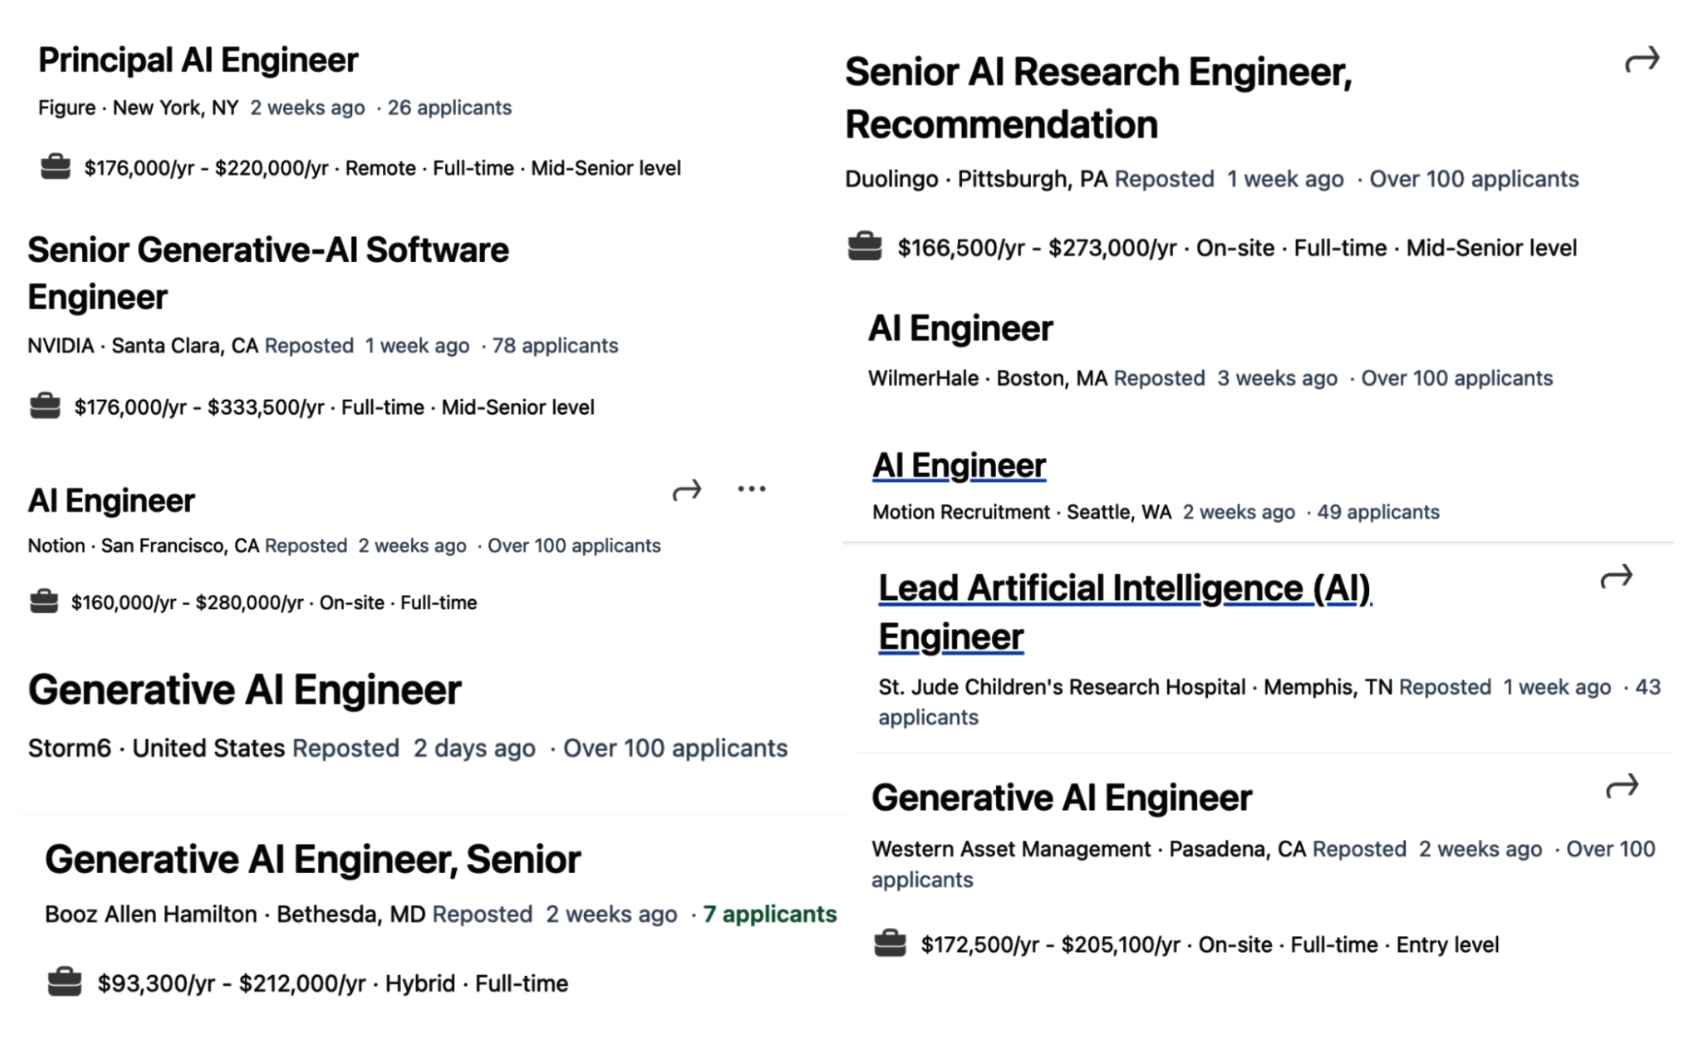 Principal AI Engineer
Figure · New York, NY 2 weeks ago · 26 applicants
$176,000/yr - $220,000/yr · Remote · Full-time · Mid-Senior level
Senior Generative-AI Software
Engineer
NVIDIA · Santa Clara, CA Reposted 1 week ago · 78 applicants
$176,000/yr - $333,500/yr · Full-time · Mid-Senior level
AI Engineer
Notion · San Francisco, CA Reposted 2 weeks ago · Over 100 applicants
$160,000/yr - $280,000/yr · On-site · Full-time
Generative AI Engineer
Storm6 · United States Reposted 2 days ago · Over 100 applicants
Generative AI Engineer, Senior
Booz Allen Hamilton · Bethesda, MD Reposted 2 weeks ago · 7 applicants
$93,300/yr - $212,000/yr · Hybrid · Full-time
Senior AI Research Engineer,
Recommendation
Duolingo · Pittsburgh, PA Reposted 1 week ago · Over 100 applicants
$166,500/yr - $273,000/yr · On-site · Full-time · Mid-Senior level
AI Engineer
WilmerHale · Boston, MA Reposted 3 weeks ago · Over 100 applicants
AI Engineer
Motion Recruitment · Seattle, WA 2 weeks ago · 49 applicants
Lead Artificial Intelligence (AI)
Engineer
St. Jude Children's Research Hospital · Memphis, TN Reposted 1 week ago · 43
applicants
Generative AI Engineer
Western Asset Management · Pasadena, CA Reposted 2 weeks ago · Over 100
applicants
$172,500/yr - $205,100/yr · On-site · Full-time · Entry level